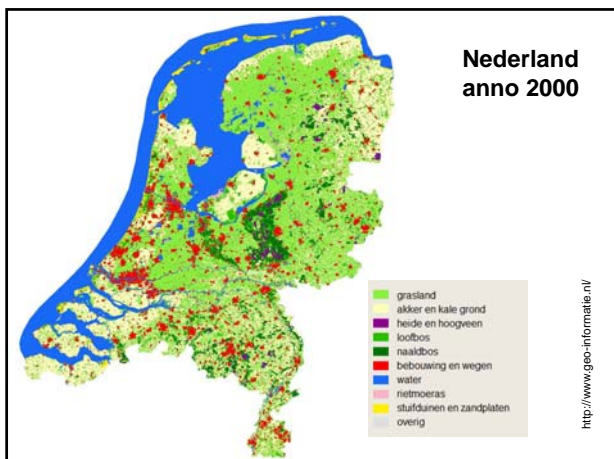 Nederland
anno 2000
grasland
akker en kale grond
heide en hoogveen
loofbos
naaldbos
bebouwing en wegen
water
rietmoeras
stuifduinen en zandplaten
overig
http://www.geo-informatie.nl/